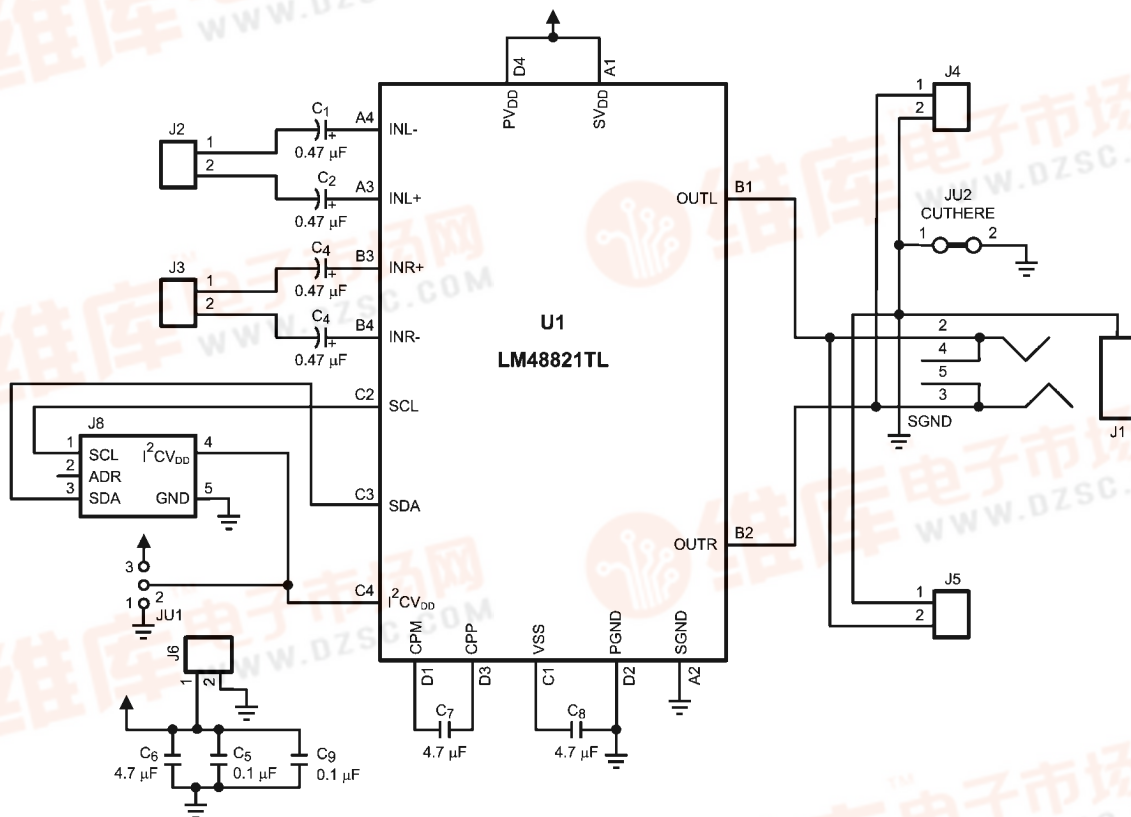 维库电子市场网
WWW.DZSC.COM
D4
A1
PVDD
SVDD
J4
1
2
J2
1
2
C1
0.47 µF
A4
INL-
C2
0.47 µF
A3
INL+
OUTL
B1
JU2
CUTHERE
1
2
J3
1
2
C4
0.47 µF
B3
INR+
C4
0.47 µF
B4
INR-
U1
LM48821TL
2
4
5
3
SGND
J1
C2
SCL
J8
1
SCL
I2CVDD
4
2
ADR
3
SDA
GND
5
C3
SDA
OUTR
B2
3
2
1
JU1
C4
I2CVDD
J5
1
2
J6
1
2
CPM
CPP
VSS
PGND
SGND
D1
D3
C1
D2
A2
C7
4.7 µF
C8
4.7 µF
C6
4.7 µF
C5
0.1 µF
C9
0.1 µF